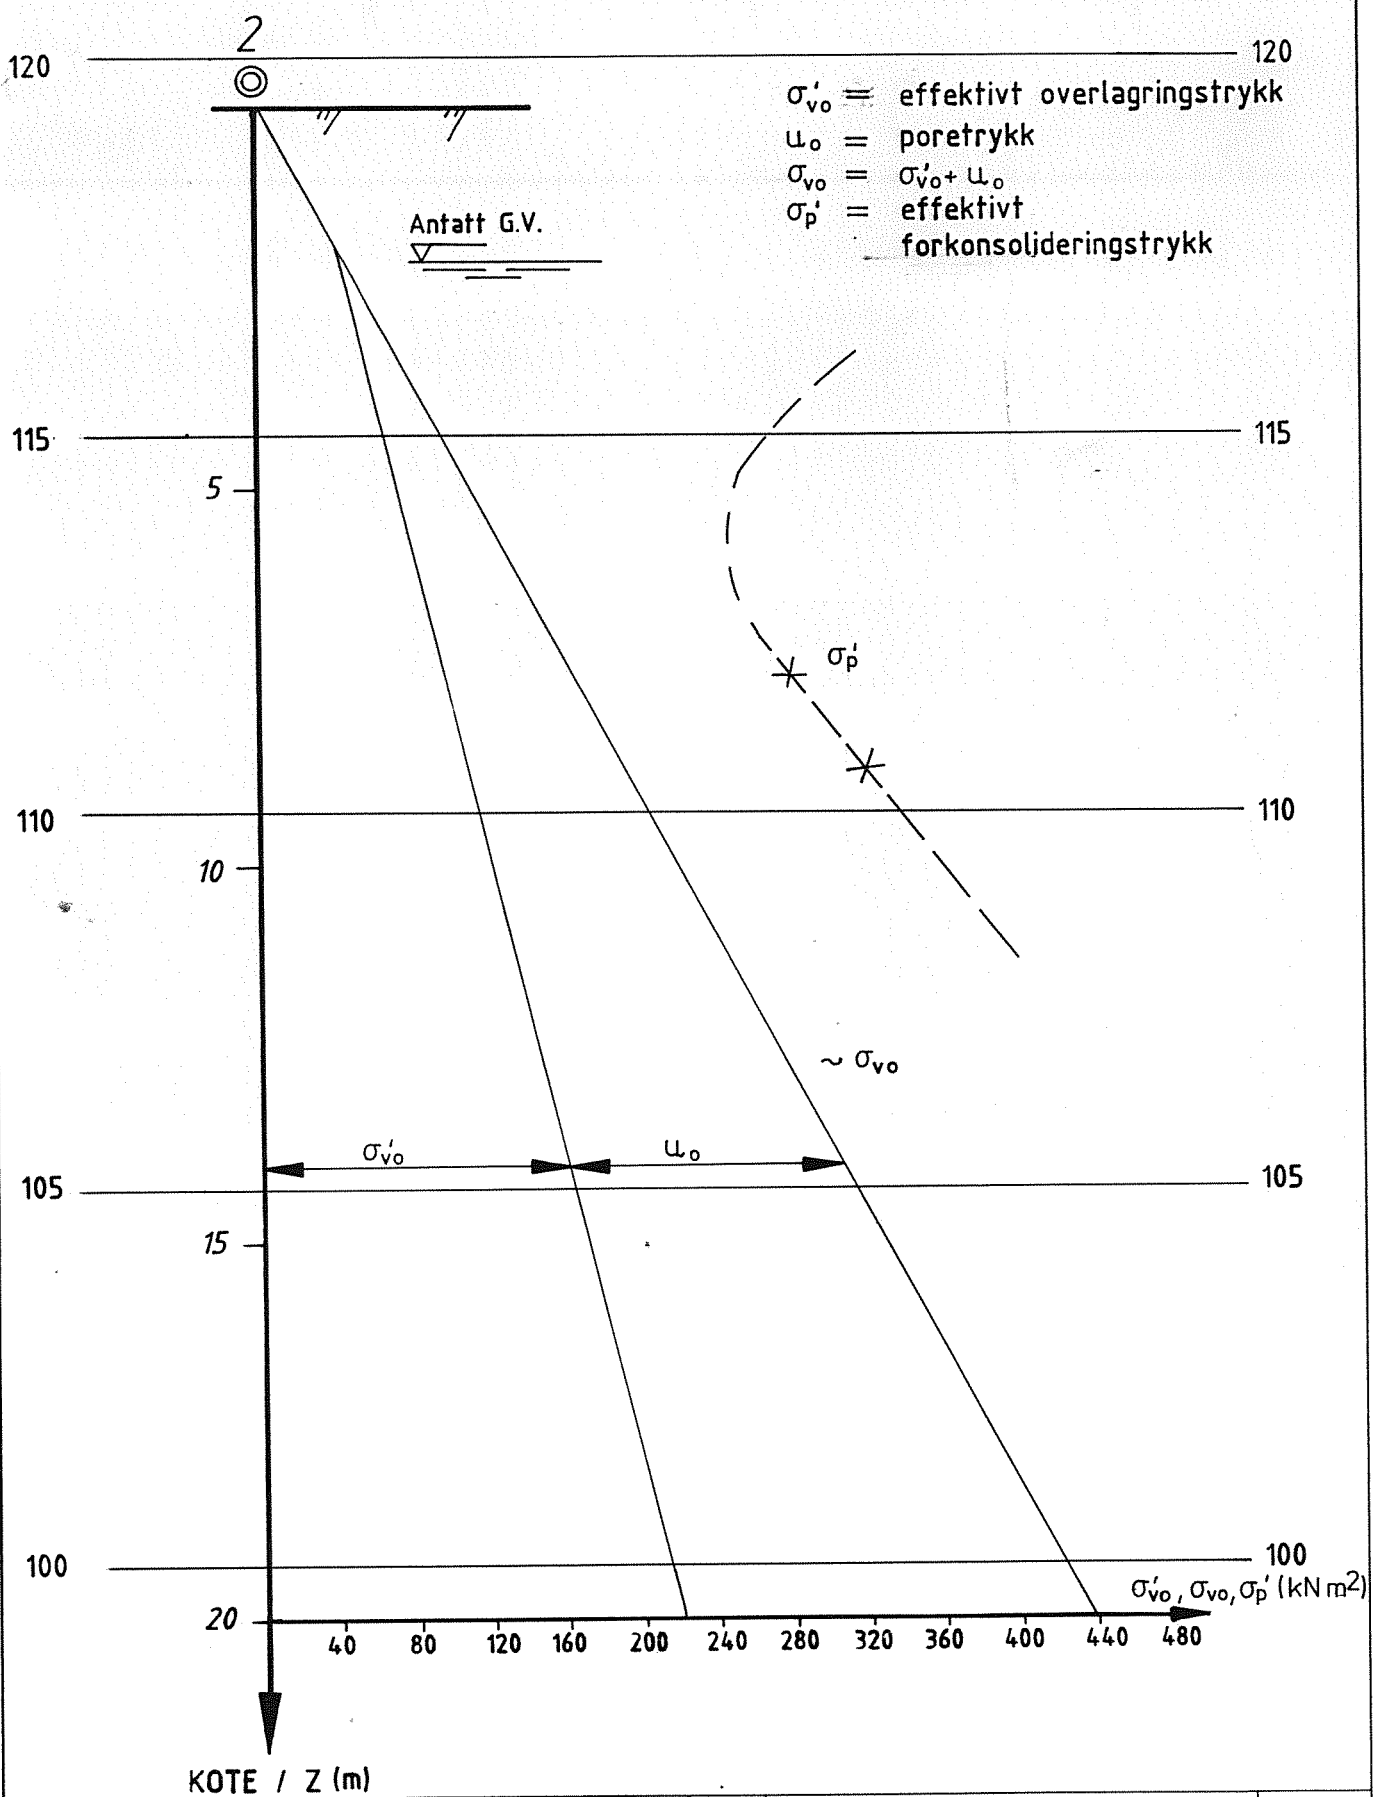 2
120 120
σ'vo = effektivt overlagringstrykk
uo = poretrykk
σvo = σ'vo + uo
σp' = effektivt
forkonsolideringstrykk
Antatt G.V.
115 115
5
σp'
110 110
10
~ σvo
σ'vo uo
105 105
15
100 100
σ'vo, σvo, σp' (kN m²)
20
40 80 120 160 200 240 280 320 360 400 440 480
KOTE / Z (m)